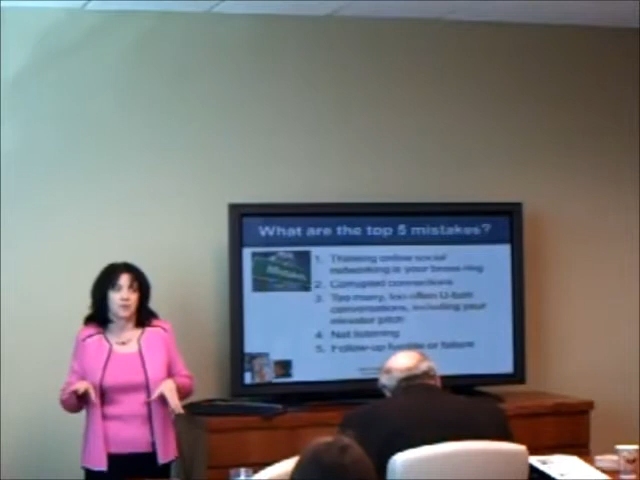 What are the top 5 mistakes?
1. Thinking online social
networking is your brass ring
2. Corrupted connections
3. Too many, too often U-turn
conversations, including your
elevator pitch
4. Not listening
5. Follow-up futile or failure